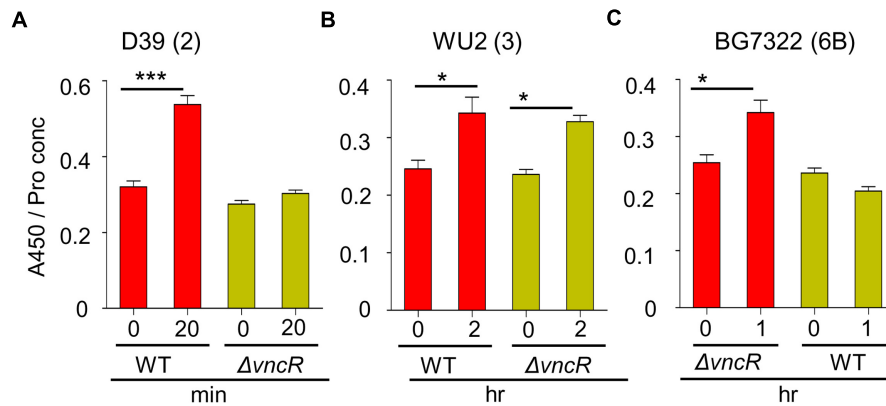 A
D39 (2)
***
A450 / Pro conc
0.6
0.4
0.2
0
0 20 0 20
WT ΔvncR
min
B
WU2 (3)
* *
0.4
0.3
0.2
0.1
0
0 2 0 2
WT ΔvncR
hr
C
BG7322 (6B)
*
0.4
0.3
0.2
0.1
0
0 1 0 1
ΔvncR WT
hr